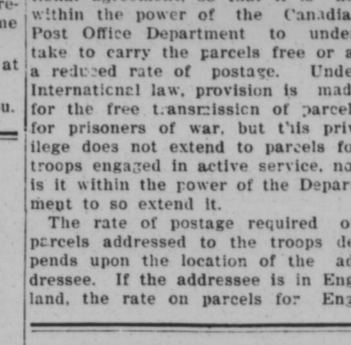 re-
me
at
u.
within the power of the Canadia
Post Office Department to unde
take to carry the parcels free or a
a reduced rate of postage. Unde
International law, provision is mad
for the free transmission of parcel
for prisoners of war, but this priv
ilege does not extend to parcels fo
troops engaged in active service, no
is it within the power of the Depar
ment to so extend it.
The rate of postage required o
parcels addressed to the troops de
pends upon the location of the ad
dressee. If the addressee is in Eng
land, the rate on parcels for Eng